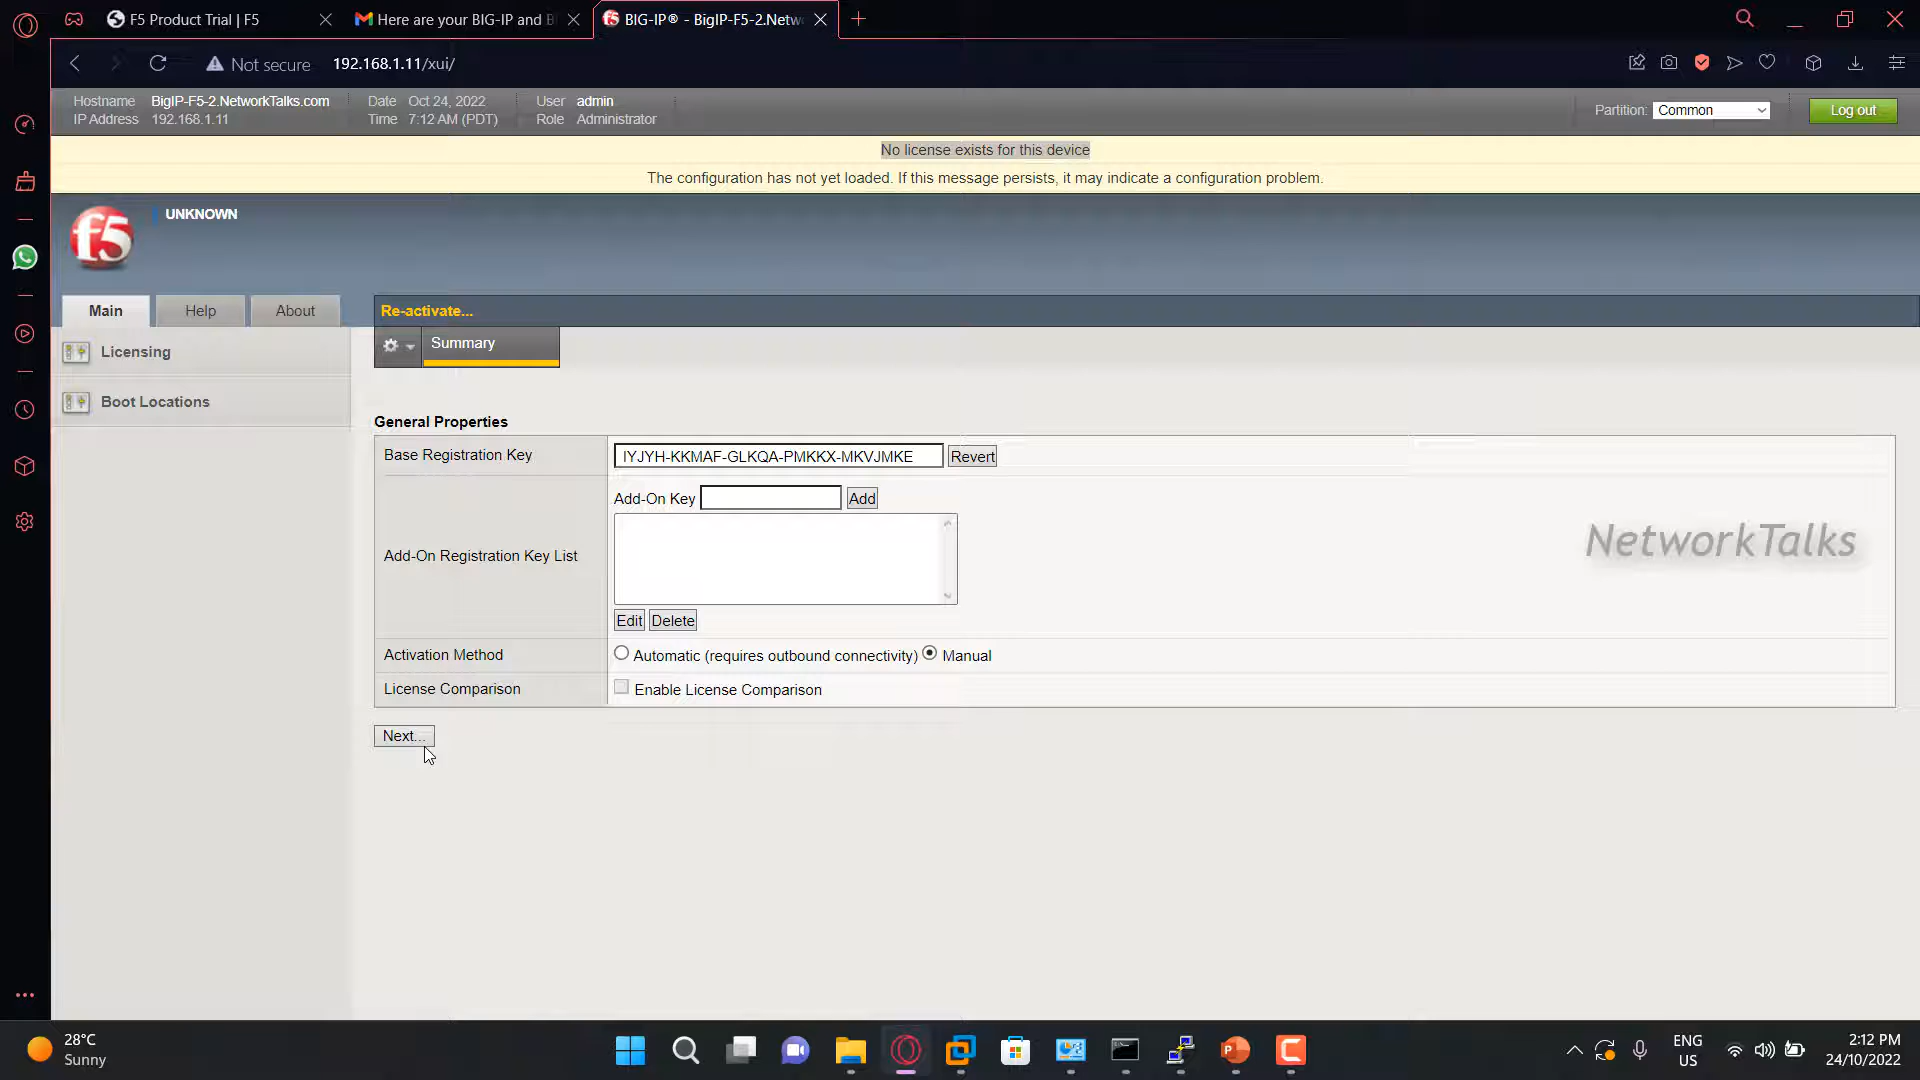 F5 Product Trial | F5
Here are your BIG-IP and B
BIG-IP® - BigIP-F5-2.Netw
Not secure 192.168.1.11/xui/
Hostname BigIP-F5-2.NetworkTalks.com Date Oct 24, 2022 User admin
IP Address 192.168.1.11 Time 7:12 AM (PDT) Role Administrator
Partition: Common Log out
No license exists for this device
The configuration has not yet loaded. If this message persists, it may indicate a configuration problem.
f5 UNKNOWN
Main Help About
Re-activate...
Licensing
Boot Locations
Summary
General Properties
Base Registration Key IYJYH-KKMAF-GLKQA-PMKKX-MKVJMKE Revert
Add-On Key Add
Add-On Registration Key List
Edit Delete
Activation Method Automatic (requires outbound connectivity) Manual
License Comparison Enable License Comparison
Next...
NetworkTalks
28°C
Sunny
ENG
US
2:12 PM
24/10/2022